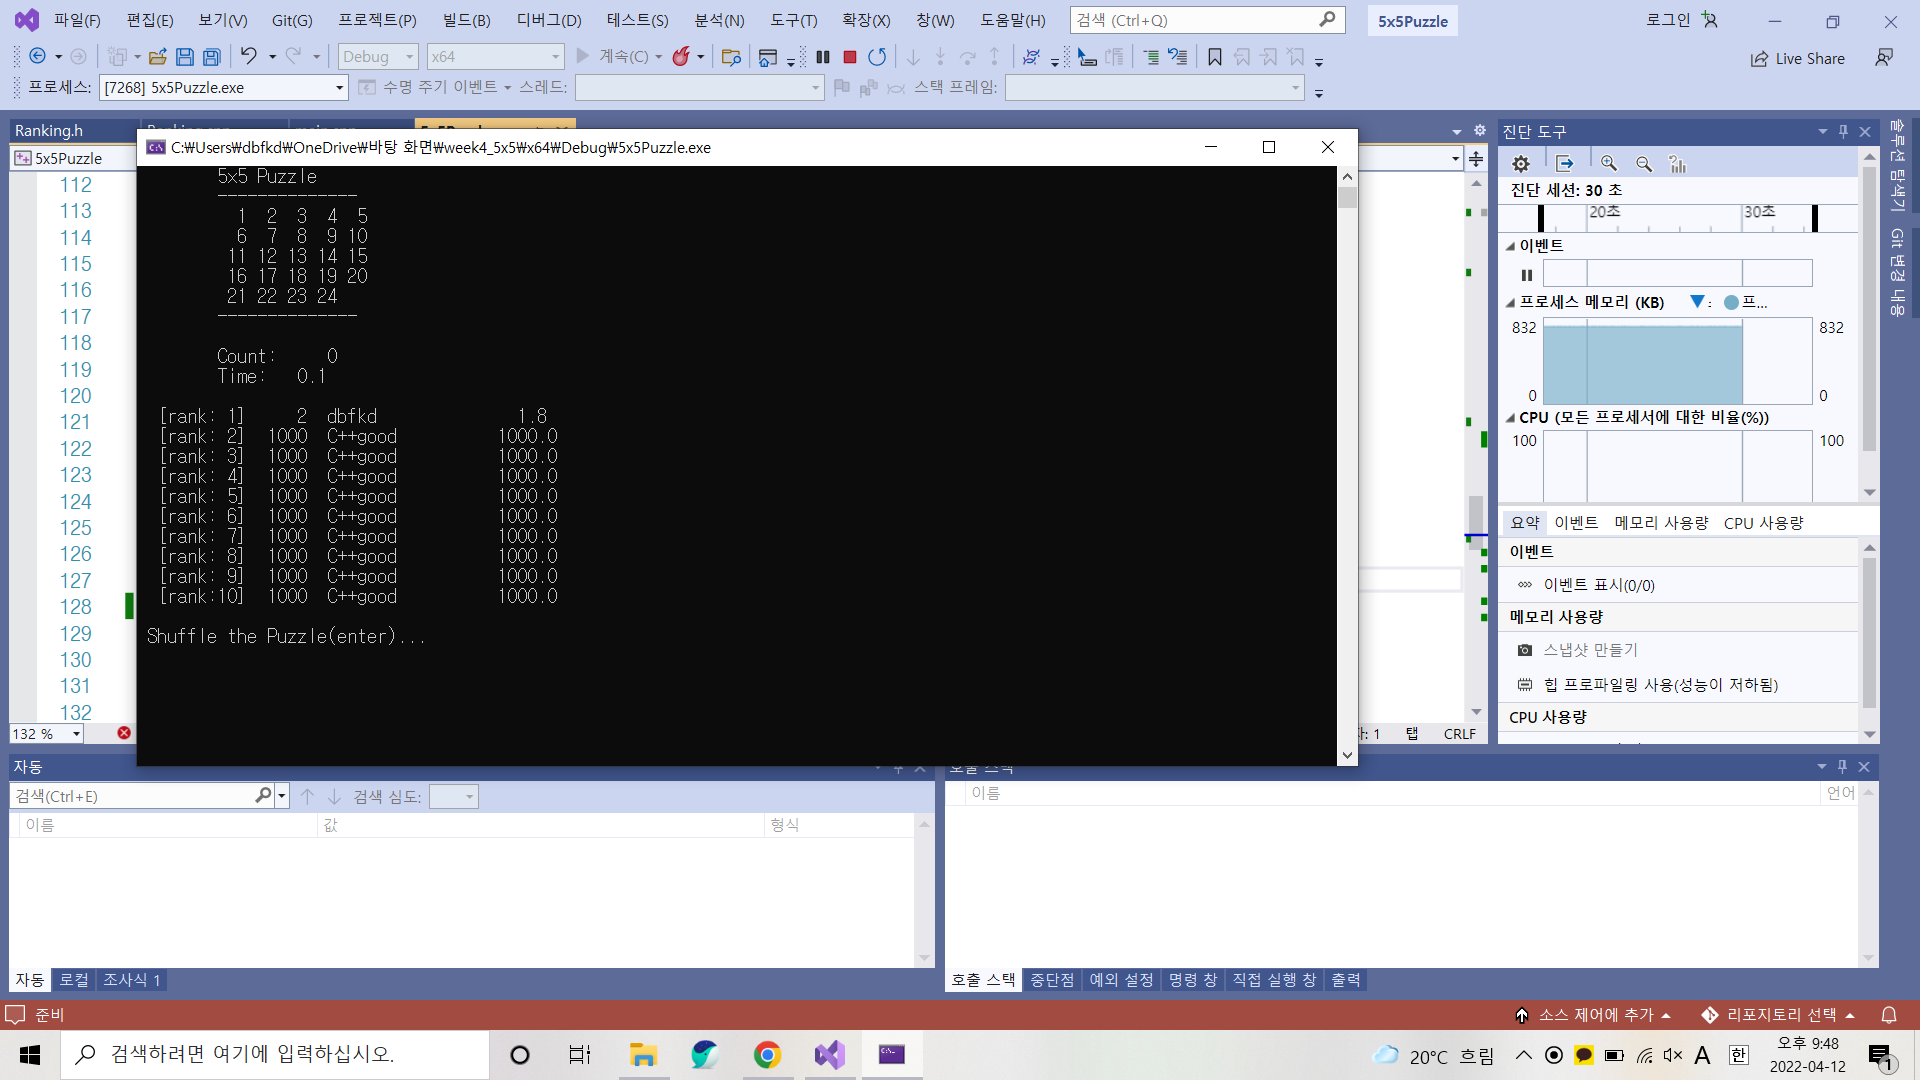 파일(F) 편집(E) 보기(V) Git(G) 프로젝트(P) 빌드(B) 디버그(D) 테스트(S) 분석(N) 도구(T) 확장(X) 창(W) 도움말(H) 검색 (Ctrl+Q) 5x5Puzzle 로그인
Debug x64 계속(C) Live Share
프로세스: [7268] 5x5Puzzle.exe 수명 주기 이벤트 스레드: 스택 프레임:
Ranking.h
5x5Puzzle
112
113
114
115
116
117
118
119
120
121
122
123
124
125
126
127
128
129
130
131
132
132 %
C:₩Users₩dbfkd₩OneDrive₩바탕 화면₩week4_5x5₩x64₩Debug₩5x5Puzzle.exe
5x5 Puzzle
--------------
1 2 3 4 5
6 7 8 9 10
11 12 13 14 15
16 17 18 19 20
21 22 23 24
--------------
Count: 0
Time: 0.1
[rank: 1] 2 dbfkd 1.8
[rank: 2] 1000 C++good 1000.0
[rank: 3] 1000 C++good 1000.0
[rank: 4] 1000 C++good 1000.0
[rank: 5] 1000 C++good 1000.0
[rank: 6] 1000 C++good 1000.0
[rank: 7] 1000 C++good 1000.0
[rank: 8] 1000 C++good 1000.0
[rank: 9] 1000 C++good 1000.0
[rank:10] 1000 C++good 1000.0
Shuffle the Puzzle(enter)...
: 1 탭 CRLF
진단 도구
진단 세션: 30 초
20초 30초
이벤트
프로세스 메모리 (KB) : 프...
832 832
0 0
CPU (모든 프로세서에 대한 비율(%))
100 100
요약 이벤트 메모리 사용량 CPU 사용량
이벤트
이벤트 표시(0/0)
메모리 사용량
스냅샷 만들기
힙 프로파일링 사용(성능이 저하됨)
CPU 사용량
솔루션 탐색기
Git 변경 내용
자동
검색(Ctrl+E) 검색 심도:
이름 값 형식
자동 로컬 조사식 1
호출 스택
이름 언어
호출 스택 중단점 예외 설정 명령 창 직접 실행 창 출력
준비 소스 제어에 추가 리포지토리 선택
검색하려면 여기에 입력하십시오.
20°C 흐림 A 한 오후 9:48
2022-04-12
1